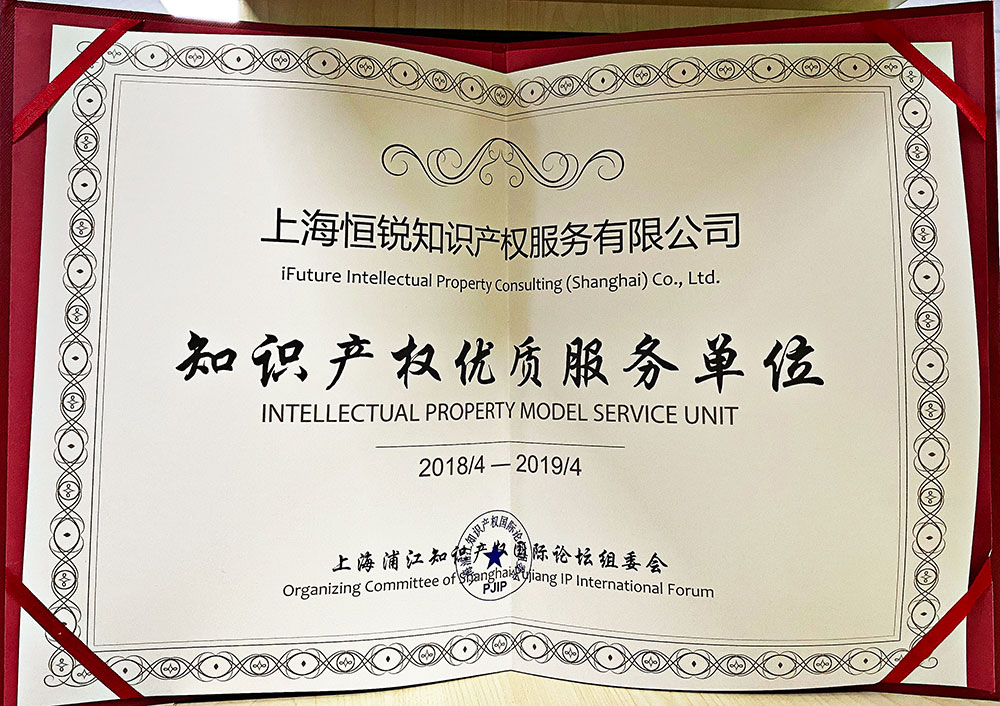 上海恒锐知识产权服务有限公司
iFuture Intellectual Property Consulting (Shanghai) Co., Ltd.
知识产权优质服务单位
INTELLECTUAL PROPERTY MODEL SERVICE UNIT
2018/4 — 2019/4
上海浦江知识产权国际论坛组委会
Organizing Committee of Shanghai Pujiang IP International Forum
PJIP